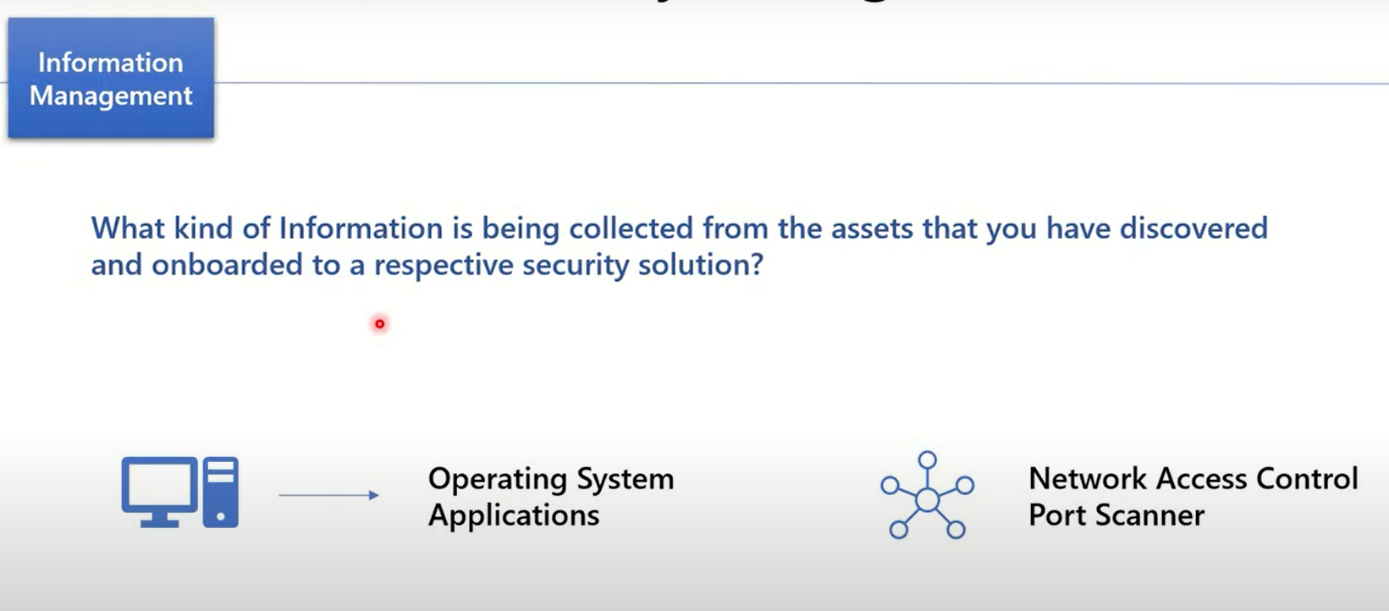 Information
Management
What kind of Information is being collected from the assets that you have discovered
and onboarded to a respective security solution?
Operating System
Applications
Network Access Control
Port Scanner